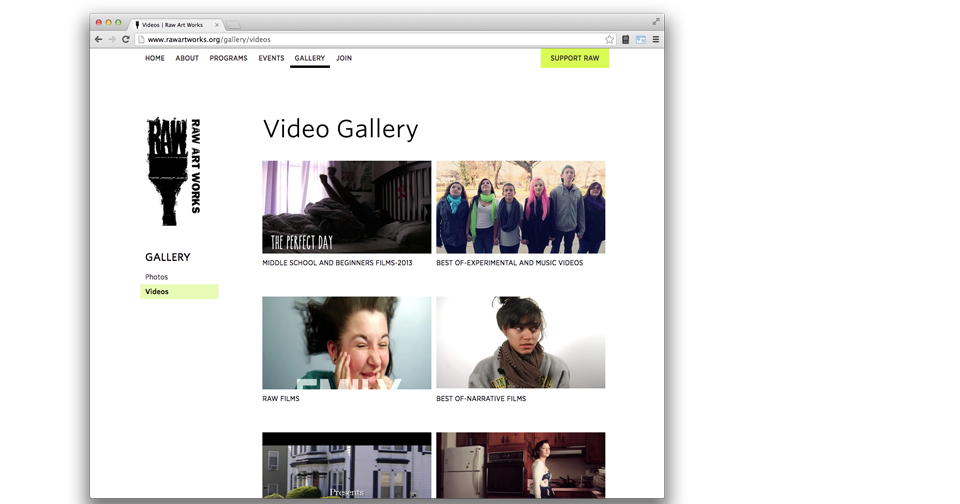 Videos | Raw Art Works
www.rawartworks.org/gallery/videos
HOME ABOUT PROGRAMS EVENTS GALLERY JOIN SUPPORT RAW
RAW
RAW ART WORKS
Video Gallery
GALLERY
Photos
Videos
THE PERFECT DAY
MIDDLE SCHOOL AND BEGINNERS FILMS-2013
BEST OF-EXPERIMENTAL AND MUSIC VIDEOS
EMILY
RAW FILMS
BEST OF-NARRATIVE FILMS
Presents